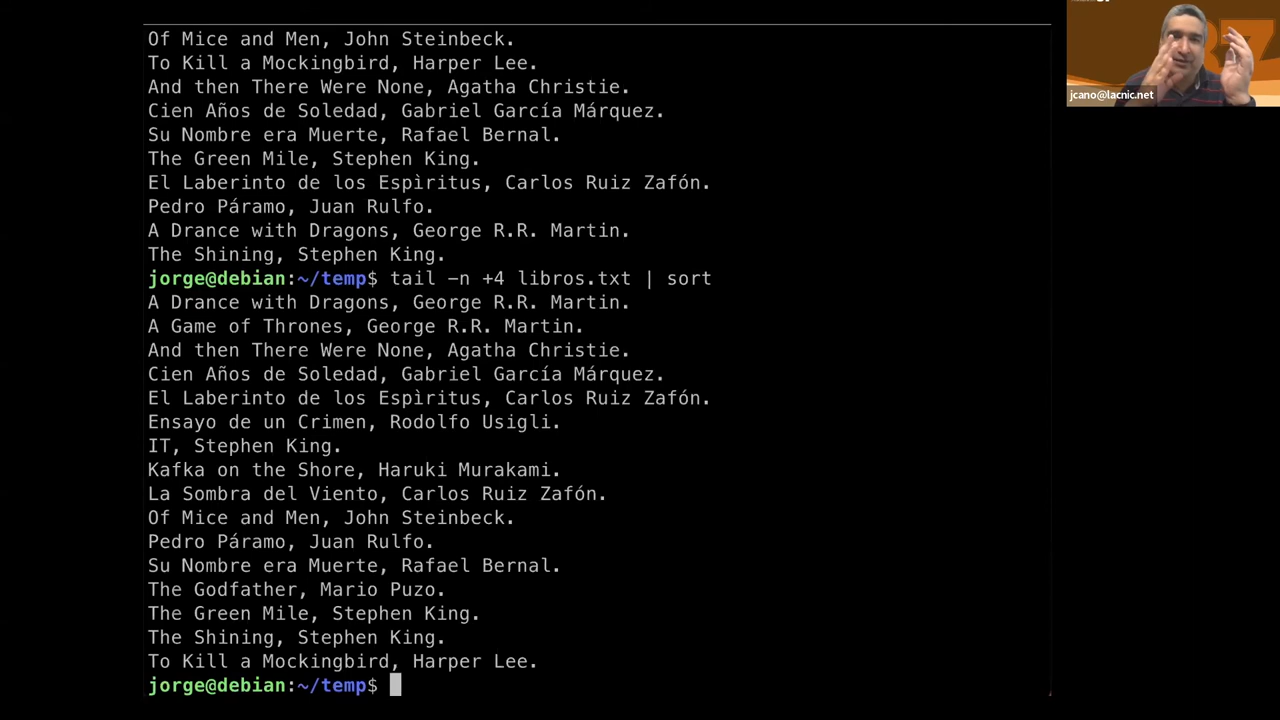 Of Mice and Men, John Steinbeck.
To Kill a Mockingbird, Harper Lee.
And then There Were None, Agatha Christie.
Cien Años de Soledad, Gabriel García Márquez.
Su Nombre era Muerte, Rafael Bernal.
The Green Mile, Stephen King.
El Laberinto de los Espìritus, Carlos Ruiz Zafón.
Pedro Páramo, Juan Rulfo.
A Drance with Dragons, George R.R. Martin.
The Shining, Stephen King.
jorge@debian:~/temp$ tail -n +4 libros.txt | sort
A Drance with Dragons, George R.R. Martin.
A Game of Thrones, George R.R. Martin.
And then There Were None, Agatha Christie.
Cien Años de Soledad, Gabriel García Márquez.
El Laberinto de los Espìritus, Carlos Ruiz Zafón.
Ensayo de un Crimen, Rodolfo Usigli.
IT, Stephen King.
Kafka on the Shore, Haruki Murakami.
La Sombra del Viento, Carlos Ruiz Zafón.
Of Mice and Men, John Steinbeck.
Pedro Páramo, Juan Rulfo.
Su Nombre era Muerte, Rafael Bernal.
The Godfather, Mario Puzo.
The Green Mile, Stephen King.
The Shining, Stephen King.
To Kill a Mockingbird, Harper Lee.
jorge@debian:~/temp$
jcano@lacnic.net